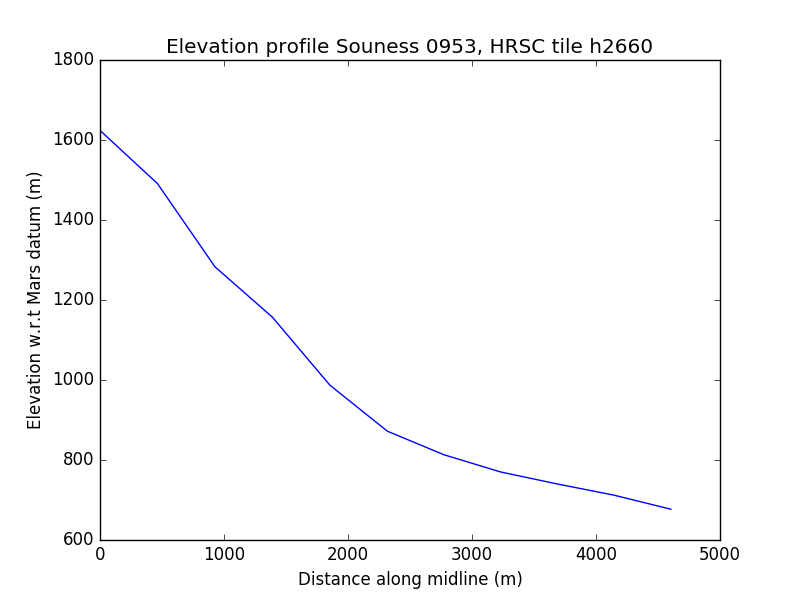 Elevation profile Souness 0953, HRSC tile h2660
1800
1600
1400
1200
1000
800
600
Elevation w.r.t Mars datum (m)
0 1000 2000 3000 4000 5000
Distance along midline (m)